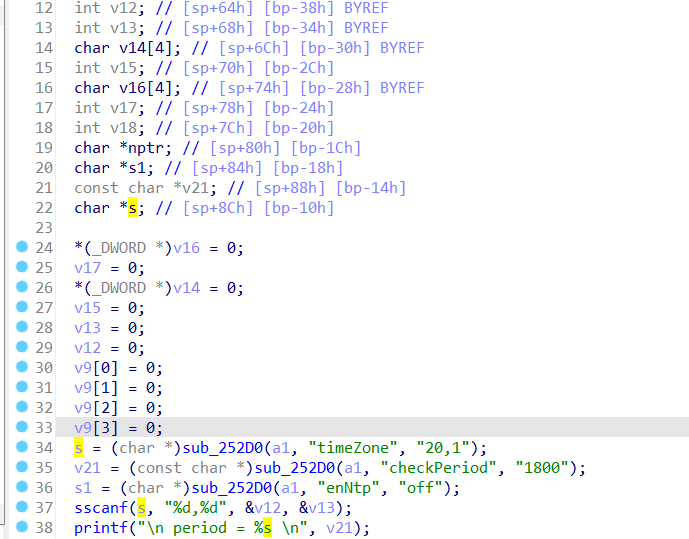 12 int v12; // [sp+64h] [bp-38h] BYREF
13 int v13; // [sp+68h] [bp-34h] BYREF
14 char v14[4]; // [sp+6Ch] [bp-30h] BYREF
15 int v15; // [sp+70h] [bp-2Ch]
16 char v16[4]; // [sp+74h] [bp-28h] BYREF
17 int v17; // [sp+78h] [bp-24h]
18 int v18; // [sp+7Ch] [bp-20h]
19 char *nptr; // [sp+80h] [bp-1Ch]
20 char *s1; // [sp+84h] [bp-18h]
21 const char *v21; // [sp+88h] [bp-14h]
22 char *s; // [sp+8Ch] [bp-10h]
23
24 *(_DWORD *)v16 = 0;
25 v17 = 0;
26 *(_DWORD *)v14 = 0;
27 v15 = 0;
28 v13 = 0;
29 v12 = 0;
30 v9[0] = 0;
31 v9[1] = 0;
32 v9[2] = 0;
33 v9[3] = 0;
34 s = (char *)sub_252D0(a1, "timeZone", "20,1");
35 v21 = (const char *)sub_252D0(a1, "checkPeriod", "1800");
36 s1 = (char *)sub_252D0(a1, "enNtp", "off");
37 sscanf(s, "%d,%d", &v12, &v13);
38 printf("\n period = %s \n", v21);